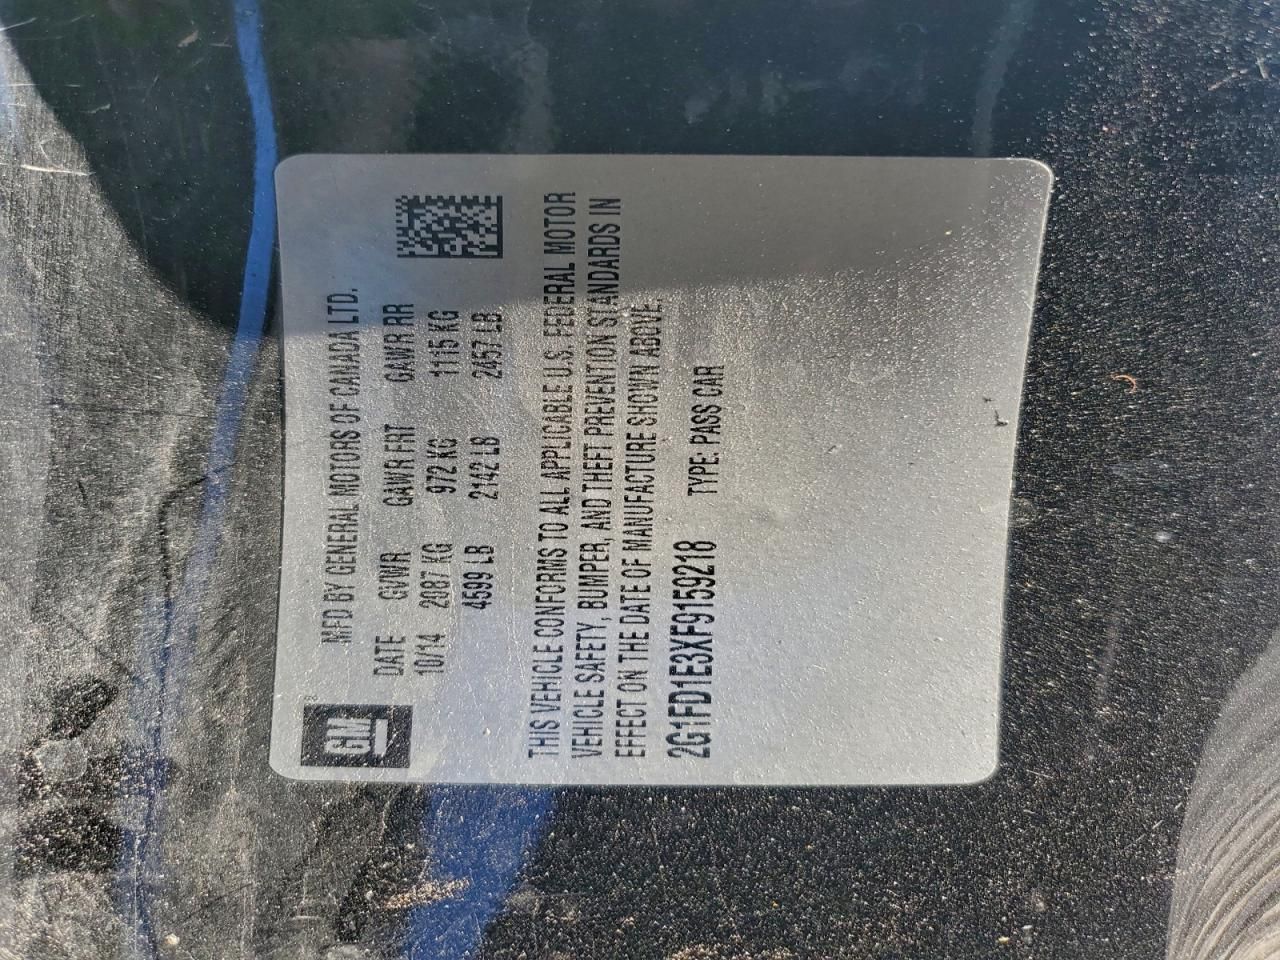 GM
®
MFD BY GENERAL MOTORS OF CANADA LTD.
DATE GVWR GAWR FRT GAWR RR
10/14 2087 KG 972 KG 1115 KG
4599 LB 2142 LB 2457 LB
THIS VEHICLE CONFORMS TO ALL APPLICABLE U.S. FEDERAL MOTOR
VEHICLE SAFETY, BUMPER, AND THEFT PREVENTION STANDARDS IN
EFFECT ON THE DATE OF MANUFACTURE SHOWN ABOVE.
2G1FD1E3XF9159218 TYPE: PASS CAR